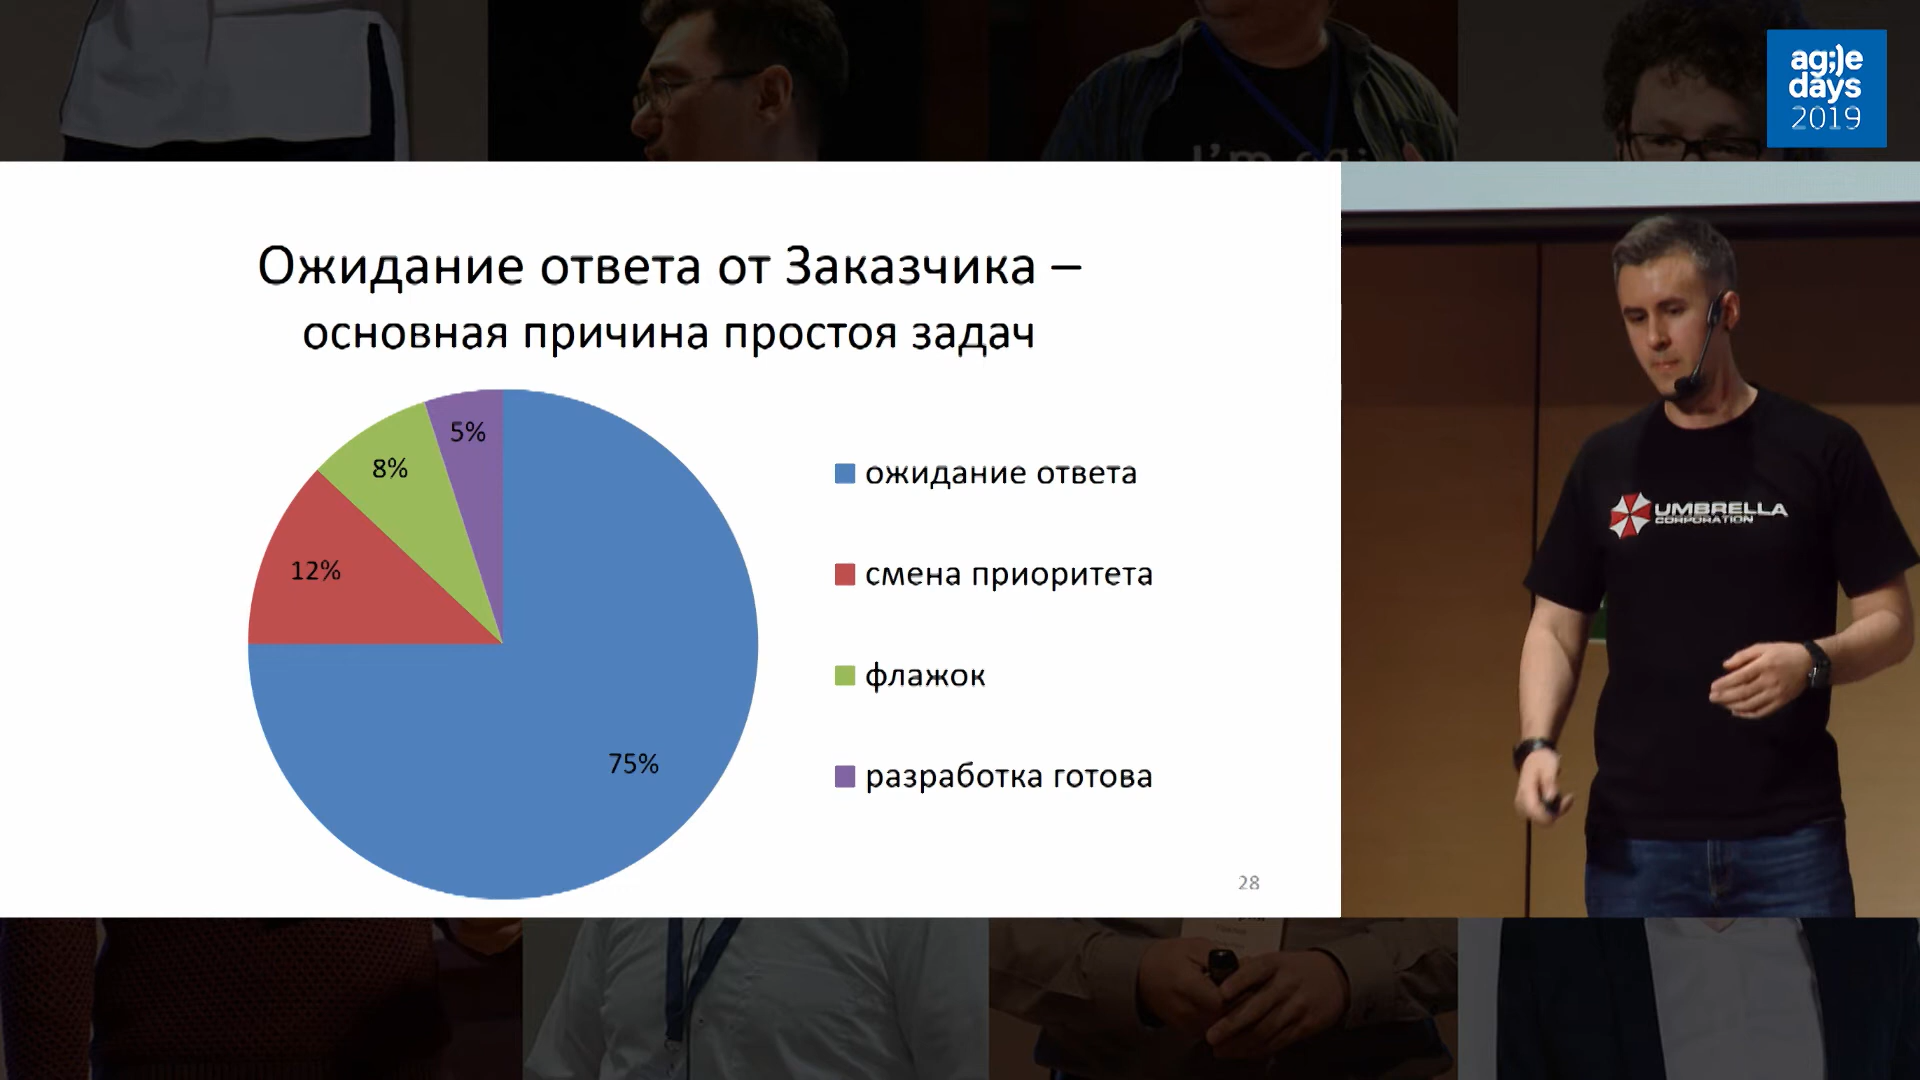 ag;)e
days
2019
I'm agi
Ожидание ответа от Заказчика –
основная причина простоя задач
5%
8%
12%
75%
ожидание ответа
смена приоритета
флажок
разработка готова
28
UMBRELLA
CORPORATION